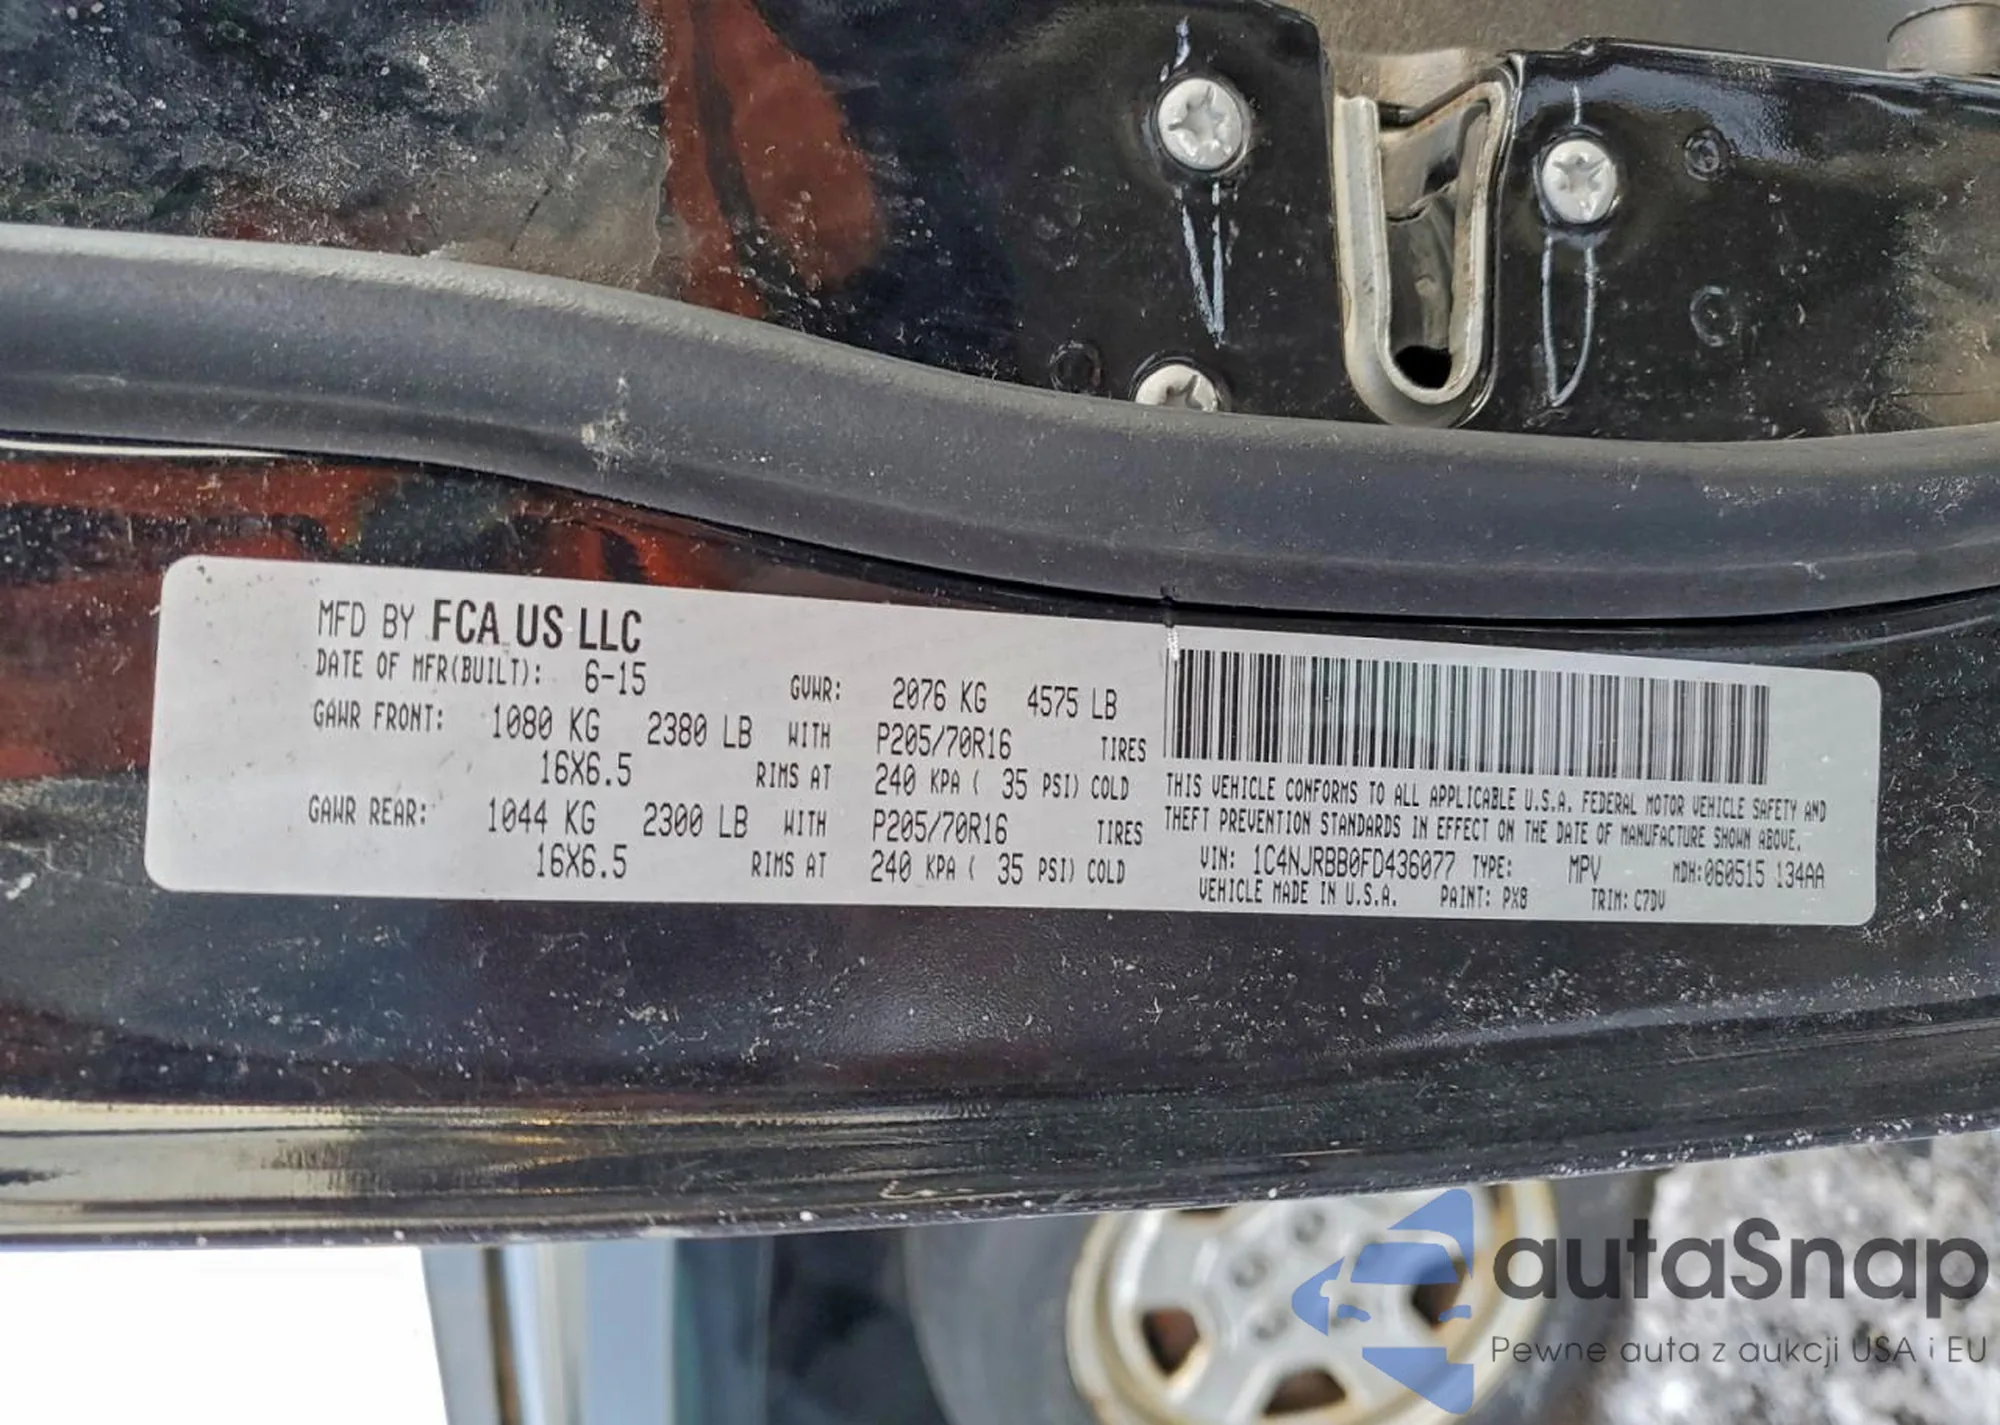 MFD BY FCA US LLC
DATE OF MFR(BUILT): 6-15 GVWR: 2076 KG 4575 LB
GAWR FRONT: 1080 KG 2380 LB WITH P205/70R16 TIRES
16X6.5 RIMS AT 240 KPA ( 35 PSI) COLD
GAWR REAR: 1044 KG 2300 LB WITH P205/70R16 TIRES
16X6.5 RIMS AT 240 KPA ( 35 PSI) COLD
THIS VEHICLE CONFORMS TO ALL APPLICABLE U.S.A. FEDERAL MOTOR VEHICLE SAFETY AND
THEFT PREVENTION STANDARDS IN EFFECT ON THE DATE OF MANUFACTURE SHOWN ABOVE.
VIN: 1C4NJRBB0FD436077 TYPE: MPV MDH:060515 134AA
VEHICLE MADE IN U.S.A. PAINT: PX8 TRIM: C7DV
autaSnap
Pewne auta z aukcji USA i EU